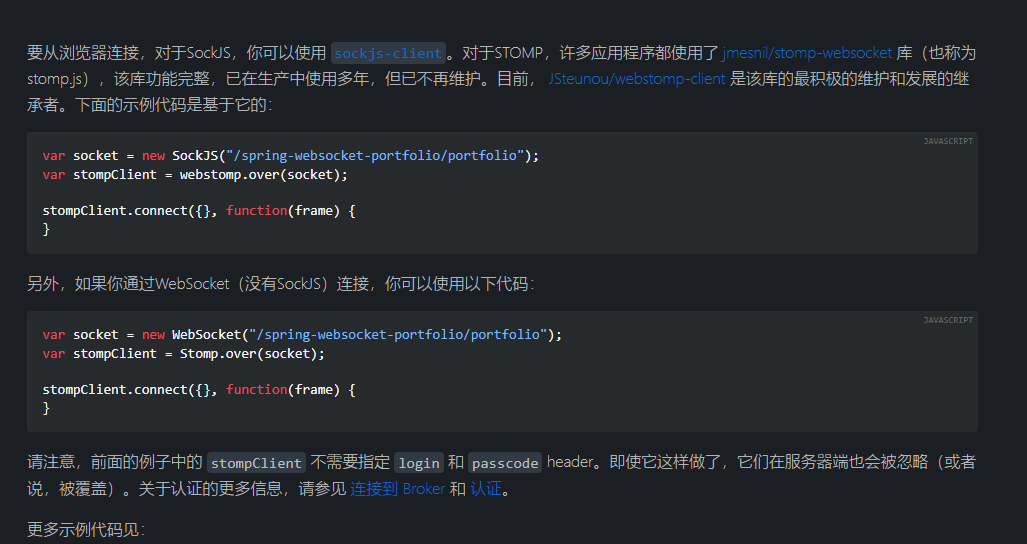 要从浏览器连接，对于SockJS，你可以使用 sockjs-client 。对于STOMP，许多应用程序都使用了 jmesnil/stomp-websocket 库（也称为
stomp.js），该库功能完整，已在生产中使用多年，但已不再维护。目前， JSteunou/webstomp-client 是该库的最积极的维护和发展的继
承者。下面的示例代码是基于它的：
JAVASCRIPT
var socket = new SockJS("/spring-websocket-portfolio/portfolio");
var stompClient = webstomp.over(socket);
stompClient.connect({}, function(frame) {
}
另外，如果你通过WebSocket（没有SockJS）连接，你可以使用以下代码：
JAVASCRIPT
var socket = new WebSocket("/spring-websocket-portfolio/portfolio");
var stompClient = Stomp.over(socket);
stompClient.connect({}, function(frame) {
}
请注意，前面的例子中的 stompClient 不需要指定 login 和 passcode header。即使它这样做了，它们在服务器端也会被忽略（或者
说，被覆盖）。关于认证的更多信息，请参见 连接到 Broker 和 认证。
更多示例代码见：